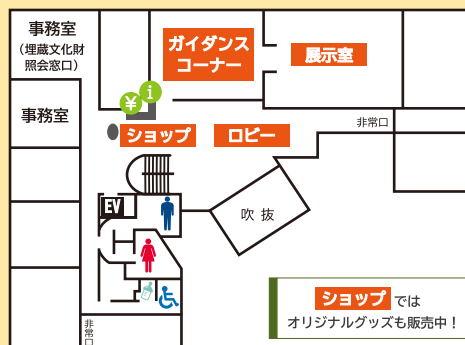 事務室
（埋蔵文化財
照会窓口）
ガイダンス
コーナー
展示室
¥
i
事務室
ショップ
ロビー
非常口
EV
吹 抜
ショップ では
オリジナルグッズも販売中！
非常口